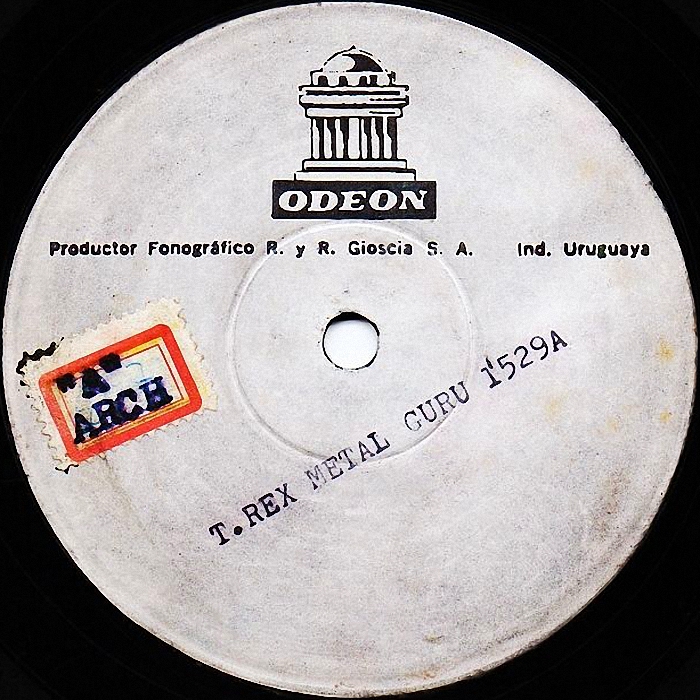 ODEON
Productor Fonográfico R. y R. Gioscia S. A. Ind. Uruguaya
"A"
ARCH
T.REX METAL GURU 1529A